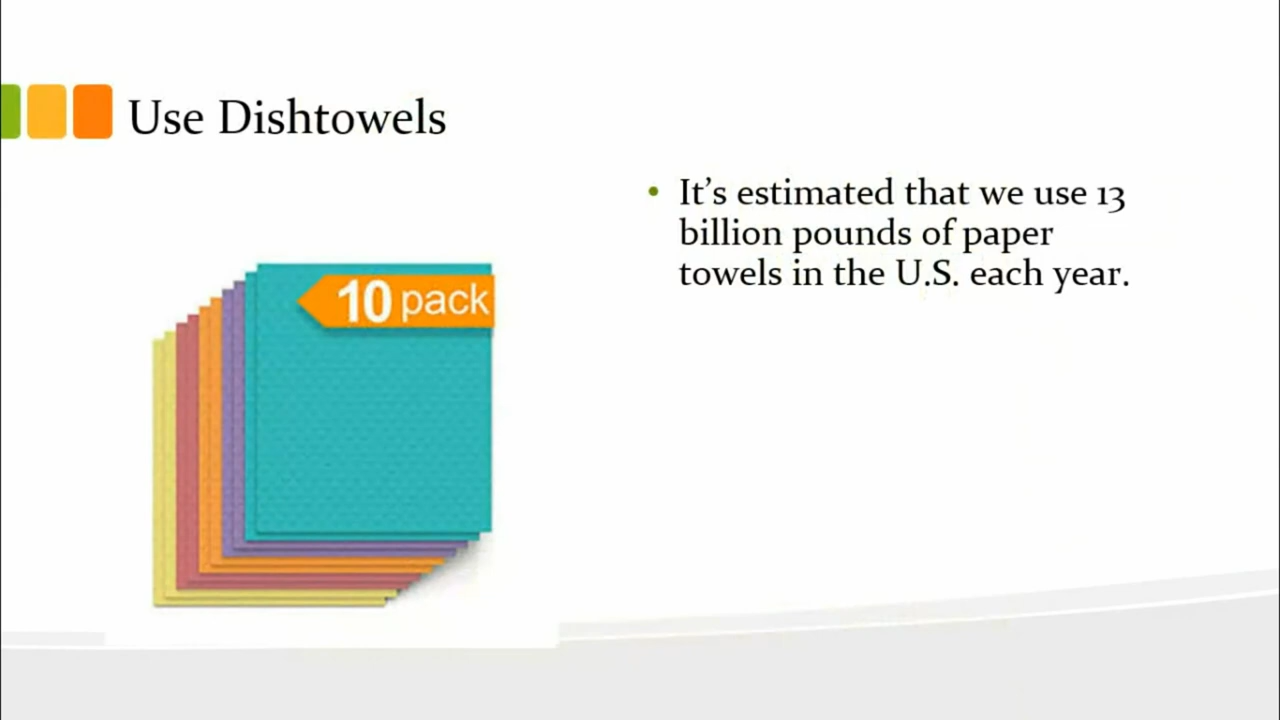 Use Dishtowels
10 pack
• It’s estimated that we use 13
billion pounds of paper
towels in the U.S. each year.